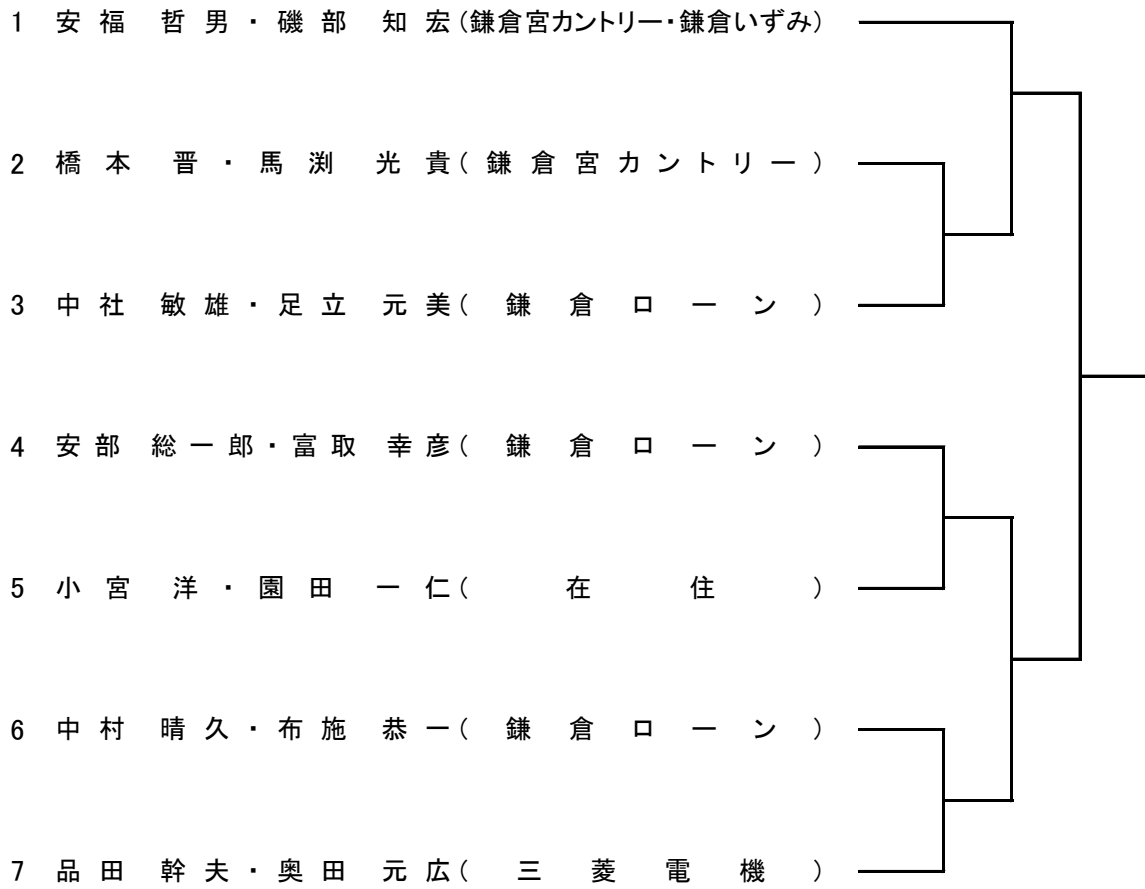 1 安福 哲男・磯部 知宏(鎌倉宮カントリー・鎌倉いずみ)
2 橋本 晋・馬渕 光貴(鎌倉宮カントリー)
3 中社 敏雄・足立 元美(鎌倉ローン)
4 安部 総一郎・富取 幸彦(鎌倉ローン)
5 小宮 洋・園田 一仁(在住)
6 中村 晴久・布施 恭一(鎌倉ローン)
7 品田 幹夫・奥田 元広(三菱電機)